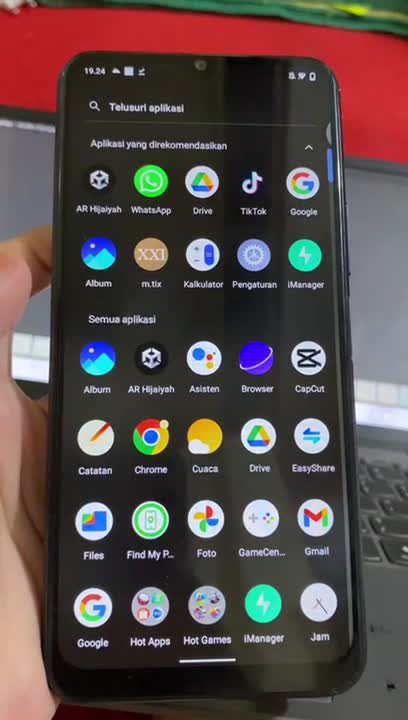 19.24
Telusuri aplikasi
Aplikasi yang direkomendasikan
AR Hijaiyah WhatsApp Drive TikTok Google
XXI
Album m.tix Kalkulator Pengaturan iManager
Semua aplikasi
Album AR Hijaiyah Asisten Browser CapCut
Catatan Chrome Cuaca Drive EasyShare
Files Find My P... Foto GameCen... Gmail
Google Hot Apps Hot Games iManager Jam